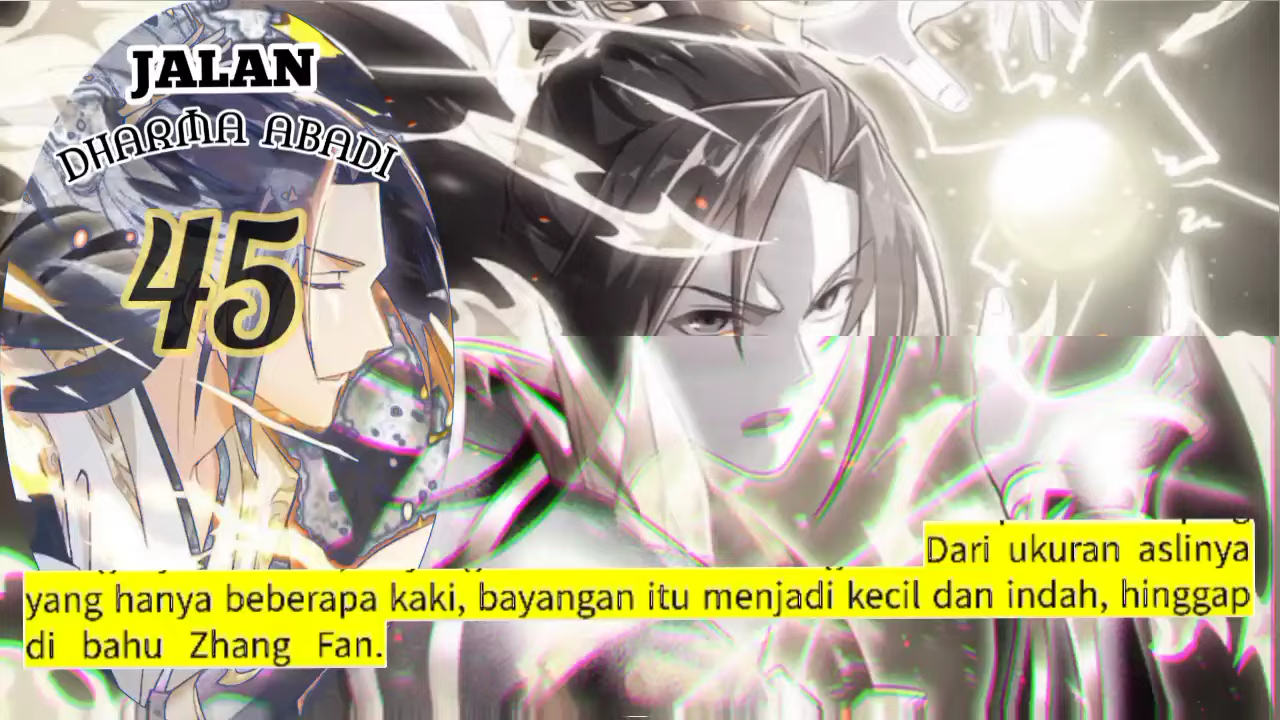 JALAN
DHARMA ABADI
45
Dari ukuran aslinya
yang hanya beberapa kaki, bayangan itu menjadi kecil dan indah, hinggap
di bahu Zhang Fan.